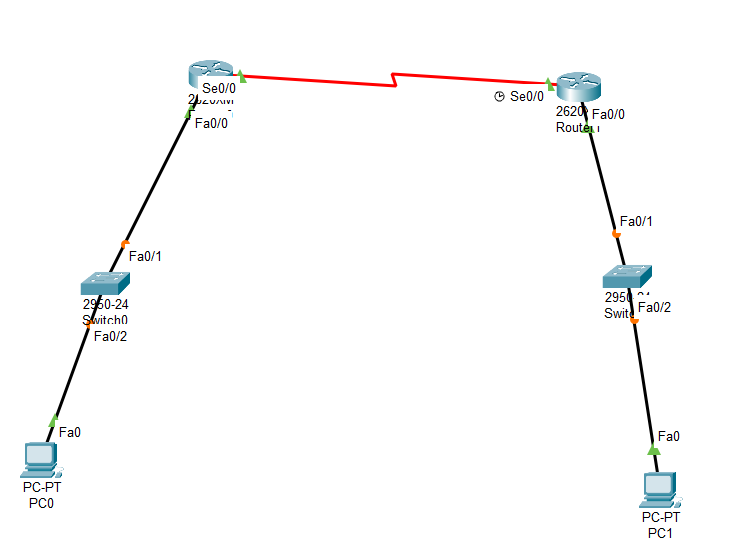 Se0/0
Fa0/0
Se0/0
2620
Fa0/0
Fa0/1
Fa0/1
2950-24
Switch0
Fa0/2
Fa0/2
Fa0
PC-PT
PC0
Fa0
PC-PT
PC1